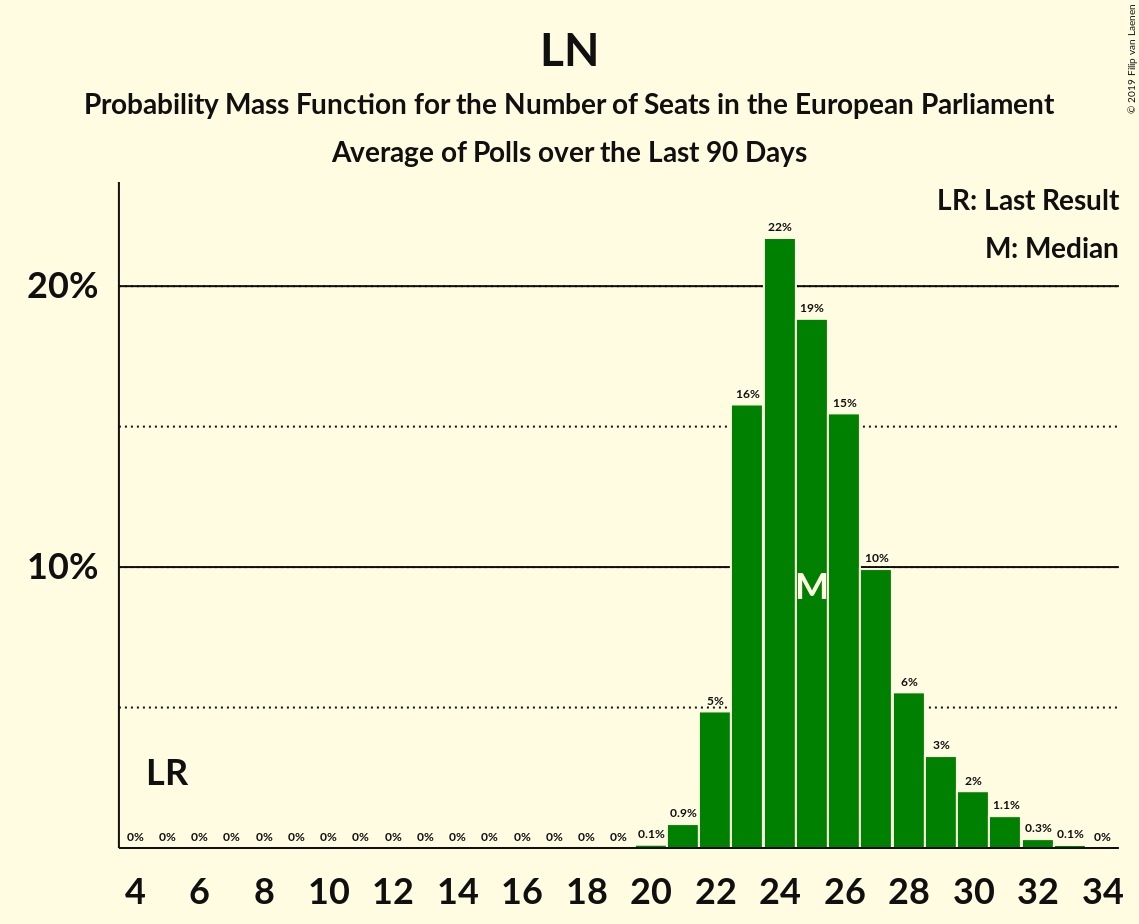 LN
Probability Mass Function for the Number of Seats in the European Parliament
Average of Polls over the Last 90 Days
© 2019 Filip van Laenen
LR: Last Result
M: Median
20%
10%
22%
19%
16%
15%
10%
M
6%
5%
3%
LR
2%
1.1%
0% 0% 0% 0% 0% 0% 0% 0% 0% 0% 0% 0% 0% 0% 0% 0% 0.1% 0.9% 0.3% 0.1% 0%
4 6 8 10 12 14 16 18 20 22 24 26 28 30 32 34